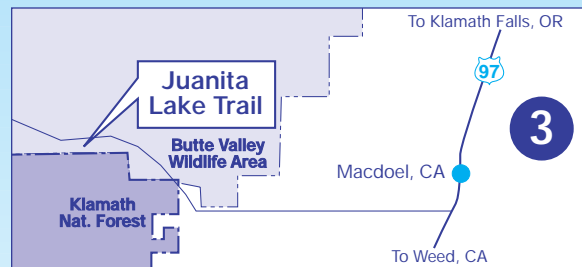 To Klamath Falls, OR
97
Juanita
Lake Trail
3
Butte Valley
Wildlife Area
Macdoel, CA
Klamath
Nat. Forest
To Weed, CA